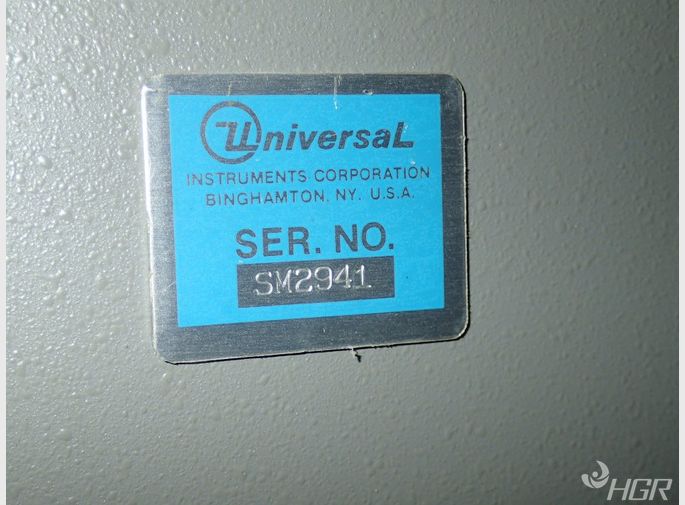 Universal
INSTRUMENTS CORPORATION
BINGHAMTON, NY. U.S.A.
SER. NO.
SM2941
HGR